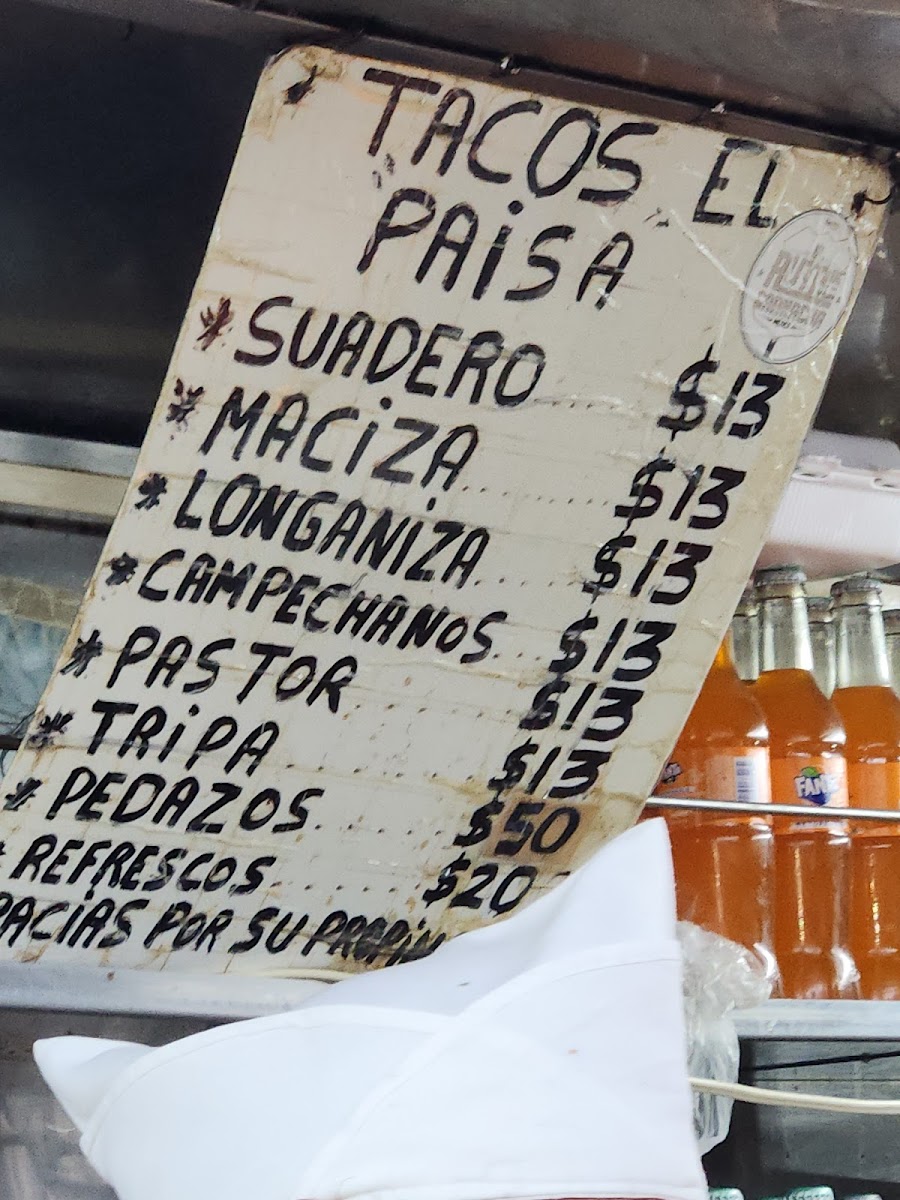 TACOS "EL
PAISA"
* SUADERO...... $13
* MACIZA...... $13
* LONGANIZA..... $13
* CAMPECHANOS.... $13
* PASTOR $13
* TRIPA $13
* PEDAZOS....... $50
* REFRESCOS....... $20
POR SU
FANTA